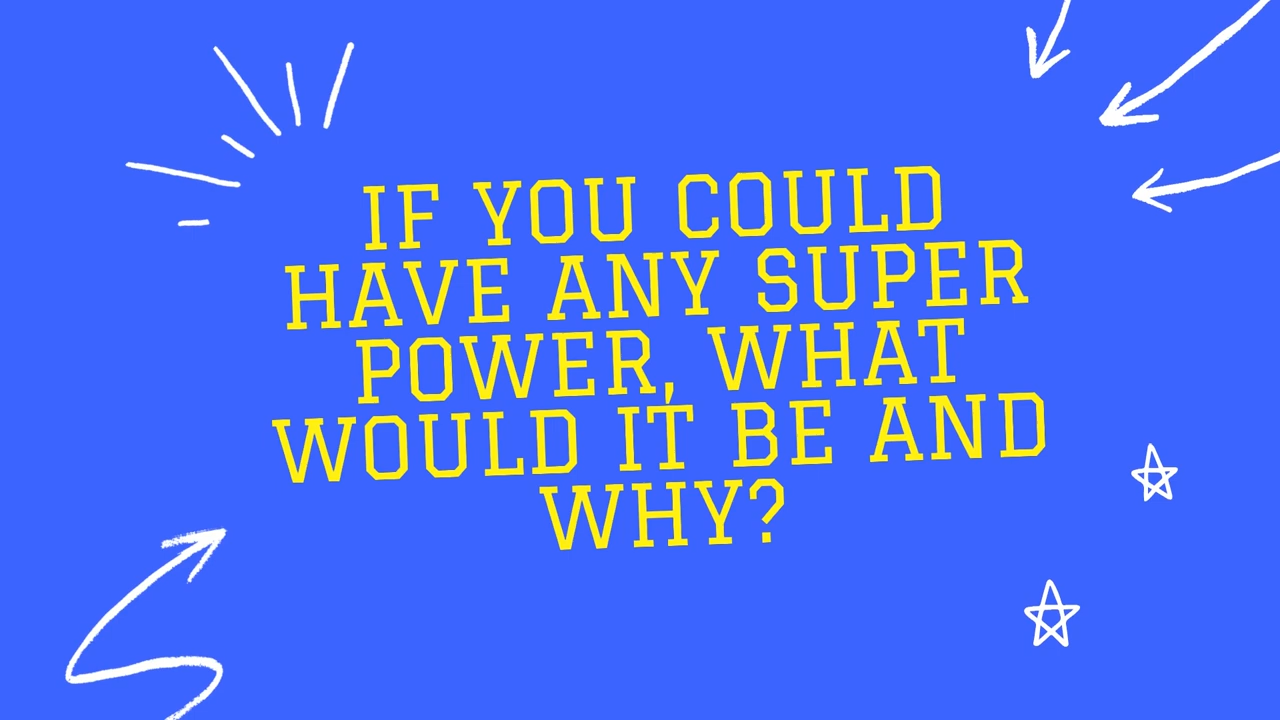 IF YOU COULD
HAVE ANY SUPER
POWER, WHAT
WOULD IT BE AND
WHY?